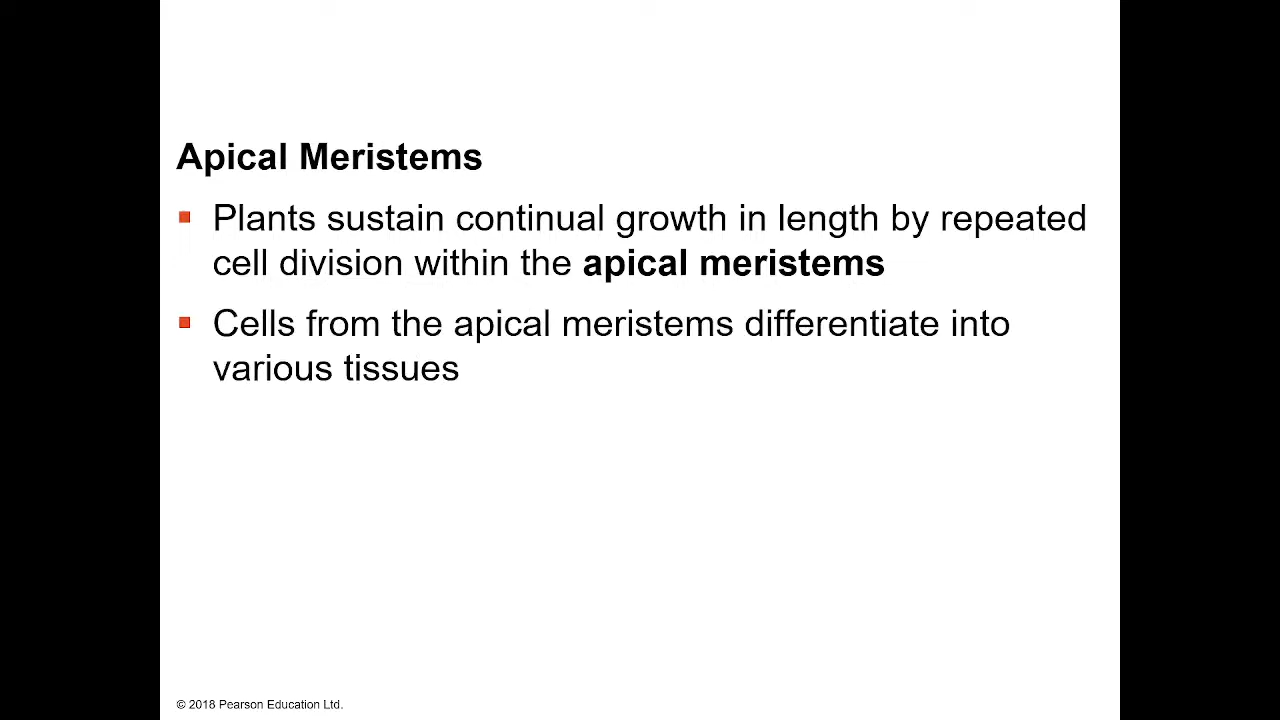 Apical Meristems
▪ Plants sustain continual growth in length by repeated
cell division within the apical meristems
▪ Cells from the apical meristems differentiate into
various tissues
© 2018 Pearson Education Ltd.